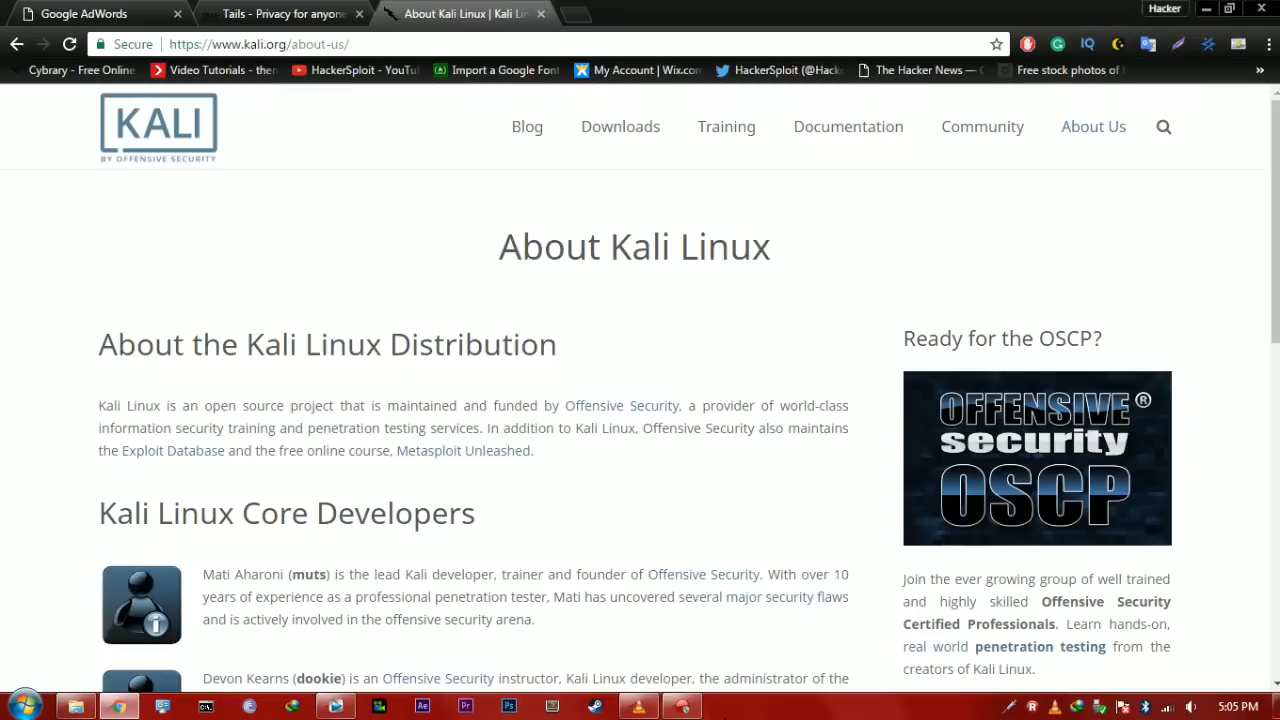 Google AdWords
Tails - Privacy for anyone
About Kali Linux | Kali Lin
Hacker
Secure
https://www.kali.org/about-us/
Cybrary - Free Online
Video Tutorials - then
HackerSploit - YouTu
Import a Google Font
My Account | Wix.com
HackerSploit (@Hack
The Hacker News — C
Free stock photos of
KALI
BY OFFENSIVE SECURITY
Blog
Downloads
Training
Documentation
Community
About Us
About Kali Linux
About the Kali Linux Distribution
Kali Linux is an open source project that is maintained and funded by Offensive Security, a provider of world-class
information security training and penetration testing services. In addition to Kali Linux, Offensive Security also maintains
the Exploit Database and the free online course, Metasploit Unleashed.
Kali Linux Core Developers
Mati Aharoni (muts) is the lead Kali developer, trainer and founder of Offensive Security. With over 10
years of experience as a professional penetration tester, Mati has uncovered several major security flaws
and is actively involved in the offensive security arena.
Devon Kearns (dookie) is an Offensive Security instructor, Kali Linux developer, the administrator of the
Ready for the OSCP?
OFFENSIVE®
security
OSCP
Join the ever growing group of well trained
and highly skilled Offensive Security
Certified Professionals. Learn hands-on,
real world penetration testing from the
creators of Kali Linux.
5:05 PM